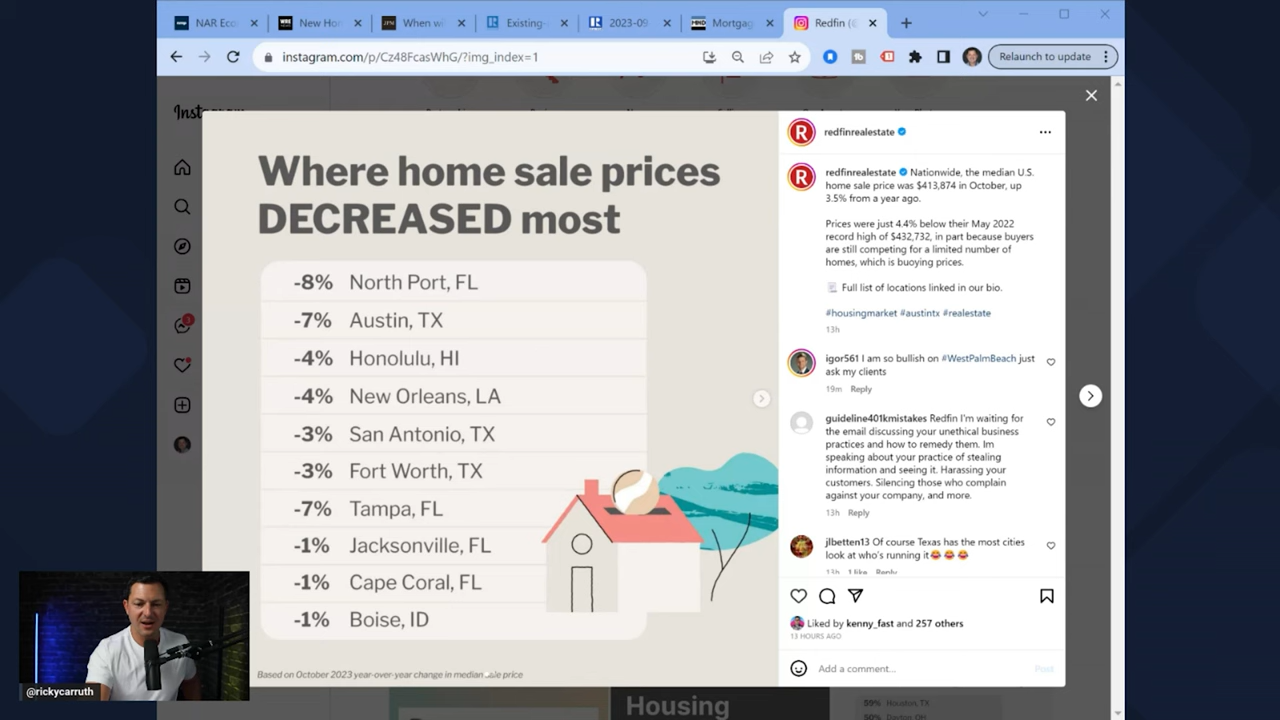 NAR Eco
New Hor
When wi
Existing-
2023-09
Mortgag
Redfin (
instagram.com/p/Cz48FcasWhG/?img_index=1
Relaunch to update
Where home sale prices
DECREASED most
-8% North Port, FL
-7% Austin, TX
-4% Honolulu, HI
-4% New Orleans, LA
-3% San Antonio, TX
-3% Fort Worth, TX
-7% Tampa, FL
-1% Jacksonville, FL
-1% Cape Coral, FL
-1% Boise, ID
Based on October 2023 year-over-year change in median sale price
redfinrealestate
redfinrealestate Nationwide, the median U.S.
home sale price was $413,874 in October, up
3.5% from a year ago.
Prices were just 4.4% below their May 2022
record high of $432,732, in part because buyers
are still competing for a limited number of
homes, which is buoying prices.
Full list of locations linked in our bio.
#housingmarket #austintx #realestate
13h
igor561 I am so bullish on #WestPalmBeach just
ask my clients
19m Reply
guideline401kmistakes Redfin I'm waiting for
the email discussing your unethical business
practices and how to remedy them. Im
speaking about your practice of stealing
information and seeing it. Harassing your
customers. Silencing those who complain
against your company, and more.
13h Reply
jlbetten13 Of course Texas has the most cities
look at who's running it😂😂😂
13h 1 like Reply
Liked by kenny_fast and 257 others
13 HOURS AGO
Add a comment...
Post
@rickycarruth
Housing
59% Houston, TX